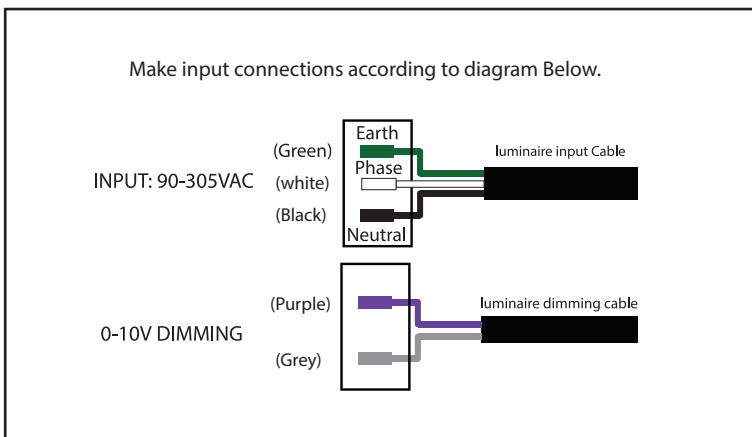 Make input connections according to diagram Below.
Earth
(Green)
luminaire input Cable
Phase
INPUT: 90-305VAC
(white)
(Black)
Neutral
(Purple)
luminaire dimming cable
0-10V DIMMING
(Grey)